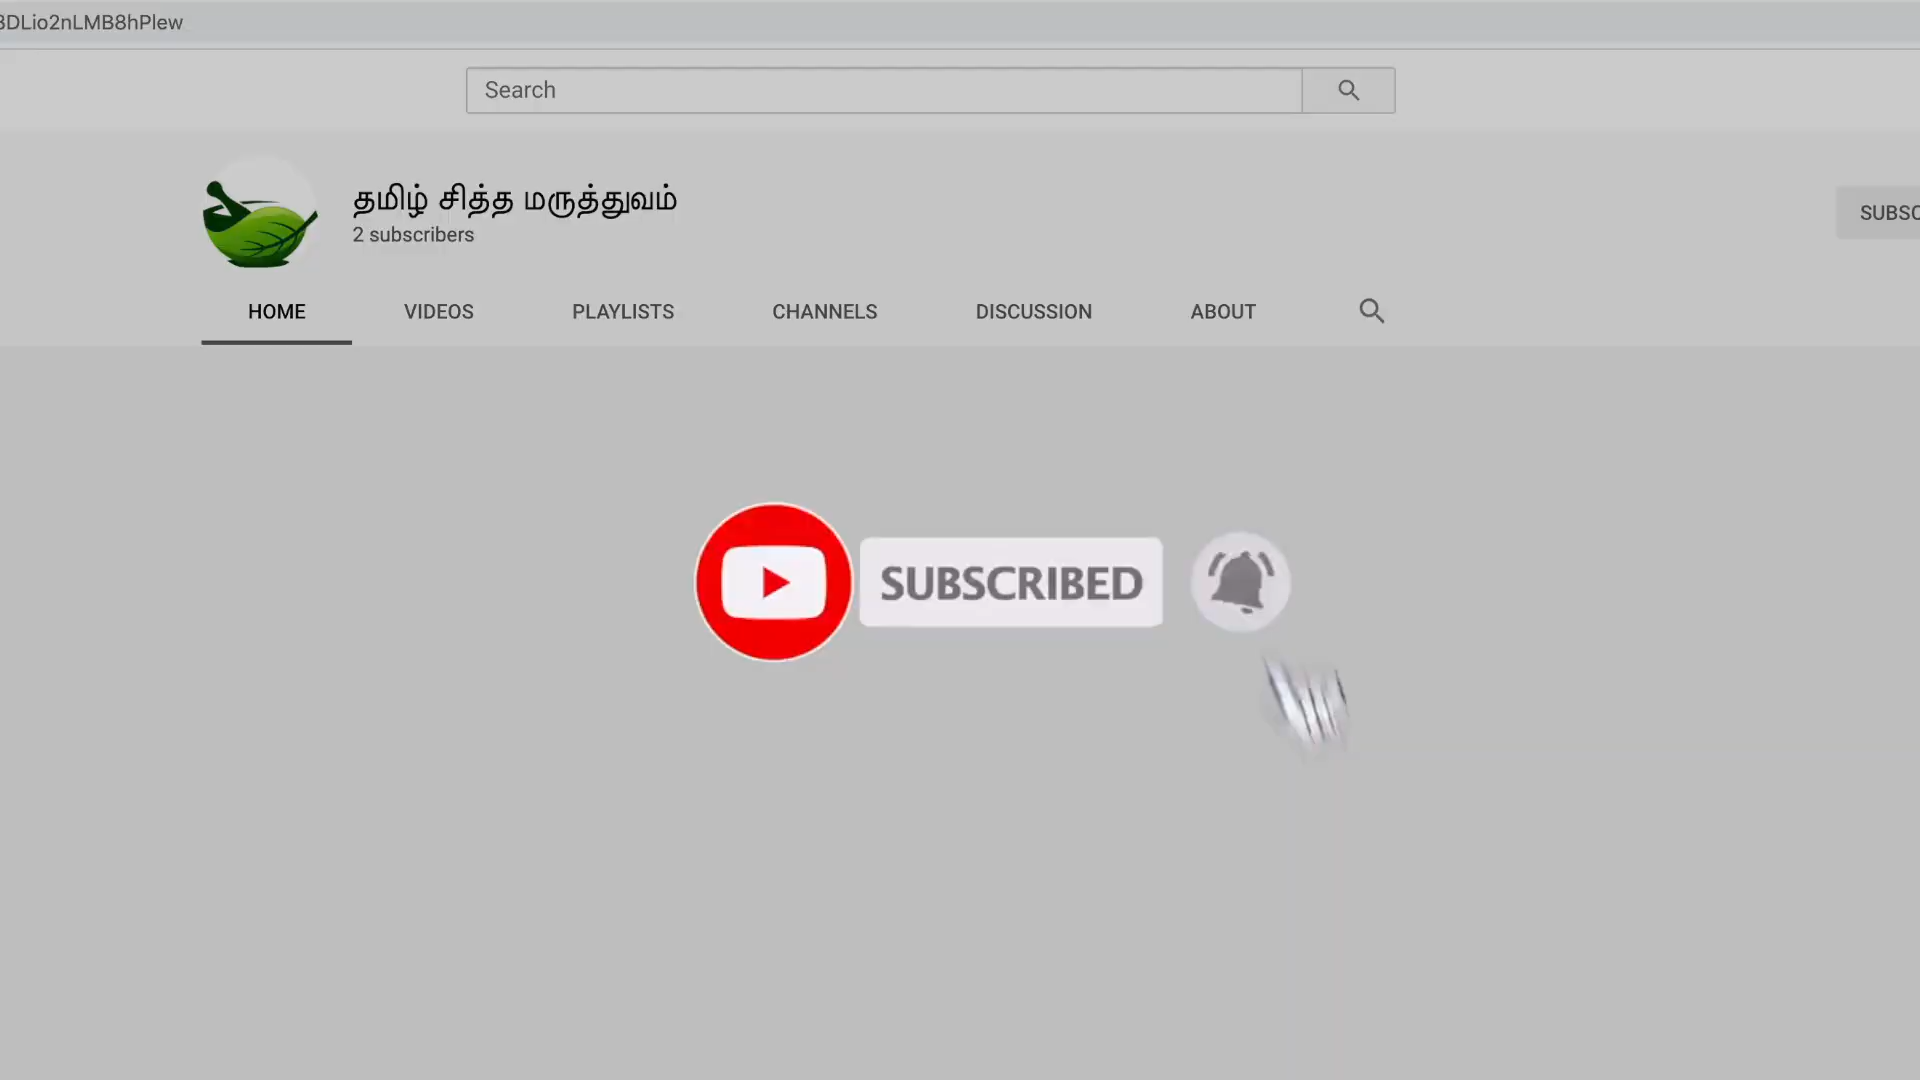 3DLio2nLMB8hPlew
Search
தமிழ் சித்த மருத்துவம்
2 subscribers
SUBSC
HOME VIDEOS PLAYLISTS CHANNELS DISCUSSION ABOUT
SUBSCRIBED